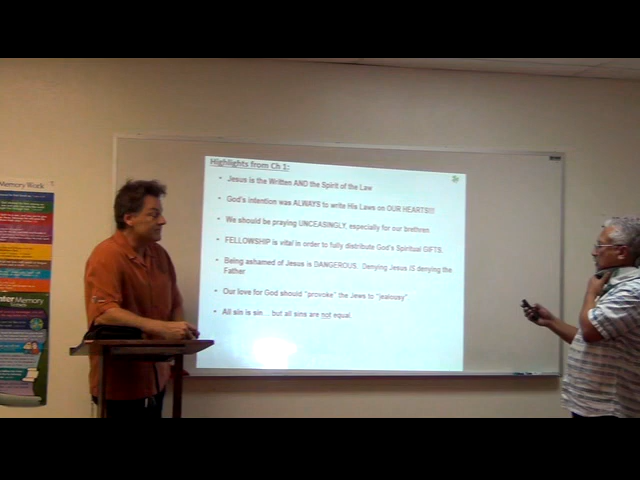 Memory Work
Highlights from Ch 1:
• Jesus is the Written AND the Spirit of the Law
• God's intention was ALWAYS to write His Laws on OUR HEARTS!!!
• We should be praying UNCEASINGLY, especially for our brethren
• FELLOWSHIP is vital in order to fully distribute God's Spiritual GIFTS.
• Being ashamed of Jesus is DANGEROUS. Denying Jesus IS denying the
Father
• Our love for God should "provoke" the Jews to "jealousy"
• All sin is sin... but all sins are not equal.
Memory